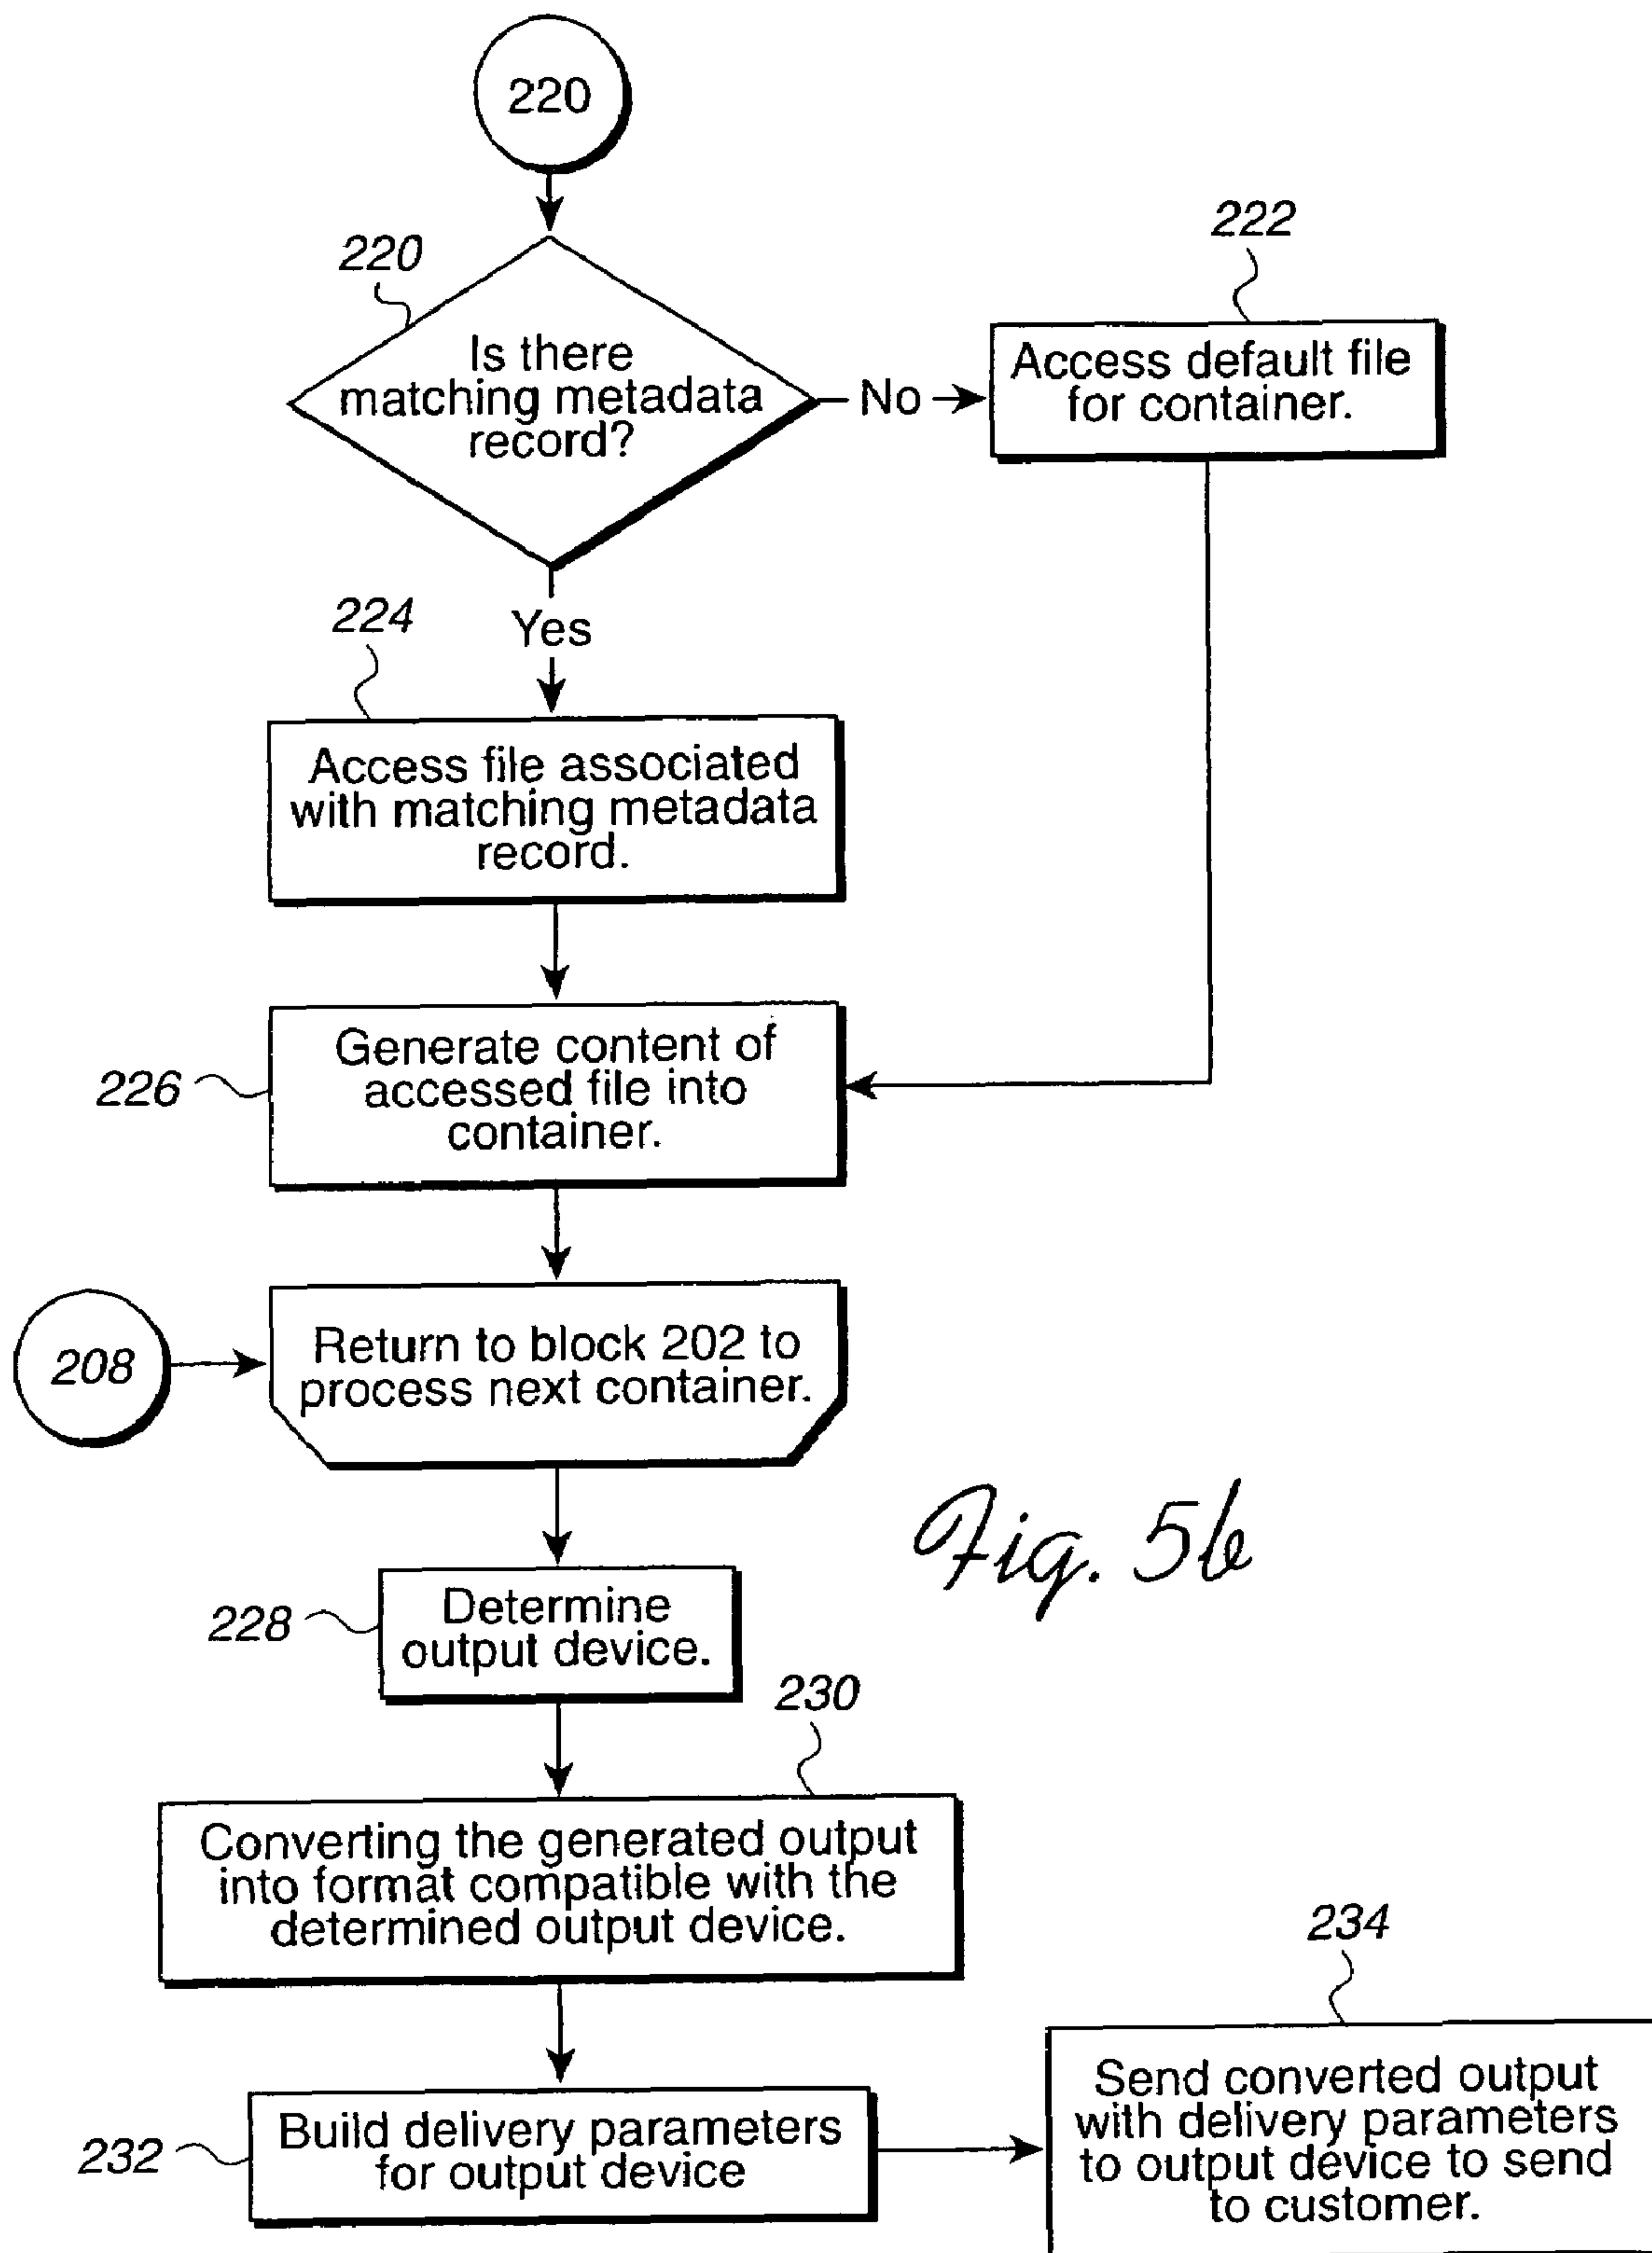 220
220
222
Is there
matching metadata
record?
No
Access default file
for container.
Yes
224
Access file associated
with matching metadata
record.
226
Generate content of
accessed file into
container.
208
Return to block 202 to
process next container.
Fig. 5b
228
Determine
output device.
230
Converting the generated output
into format compatible with the
determined output device.
234
232
Build delivery parameters
for output device
Send converted output
with delivery parameters
to output device to send
to customer.